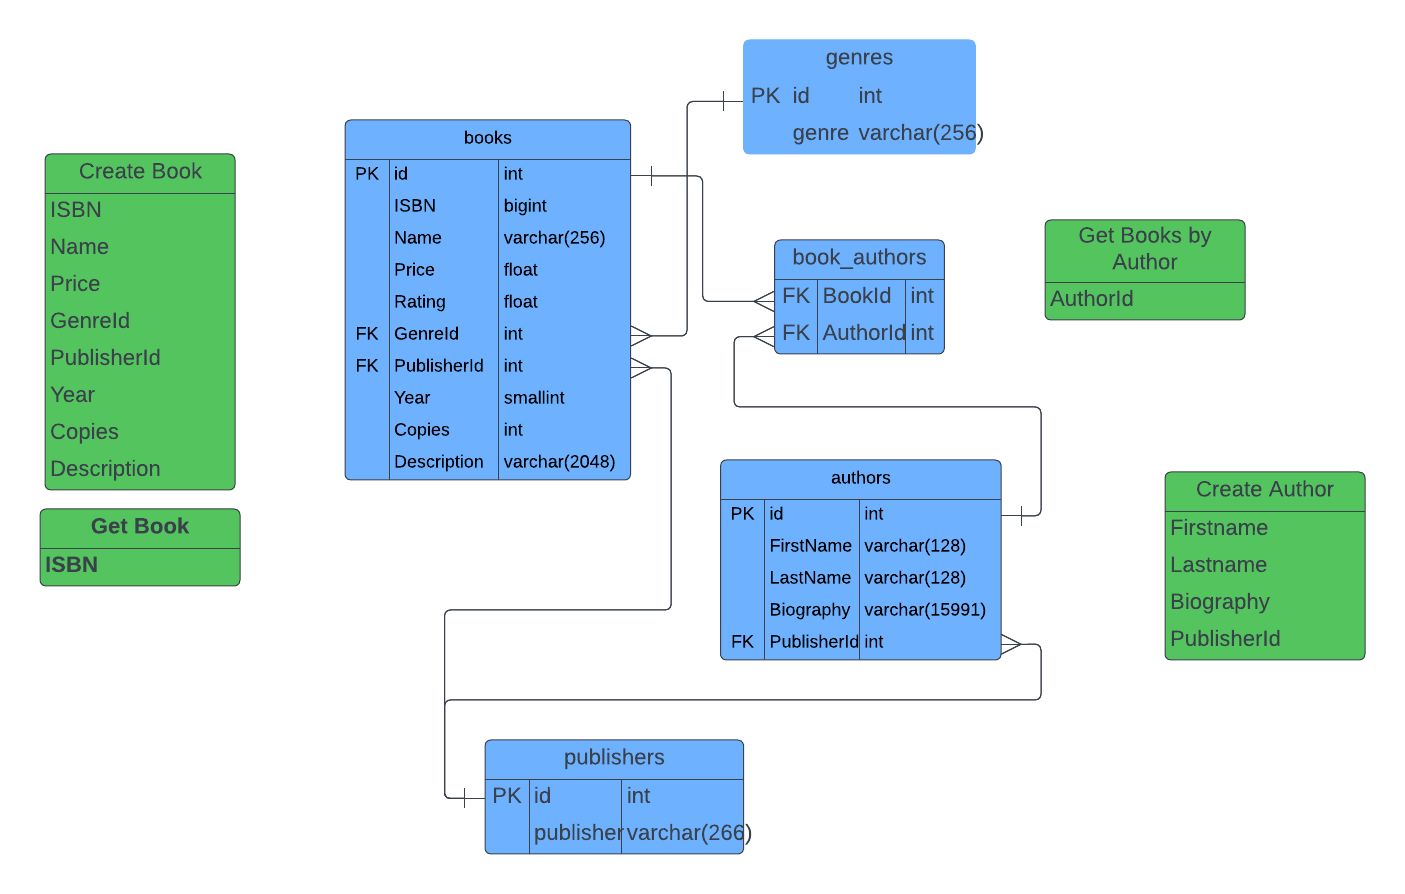 genres
PK id int
genre varchar(256)
books
PK id int
ISBN bigint
Name varchar(256)
Price float
Rating float
FK GenreId int
FK PublisherId int
Year smallint
Copies int
Description varchar(2048)
Create Book
ISBN
Name
Price
GenreId
PublisherId
Year
Copies
Description
Get Book
ISBN
book_authors
FK BookId int
FK AuthorId int
Get Books by
Author
AuthorId
authors
PK id int
FirstName varchar(128)
LastName varchar(128)
Biography varchar(15991)
FK PublisherId int
Create Author
Firstname
Lastname
Biography
PublisherId
publishers
PK id int
publisher varchar(266)